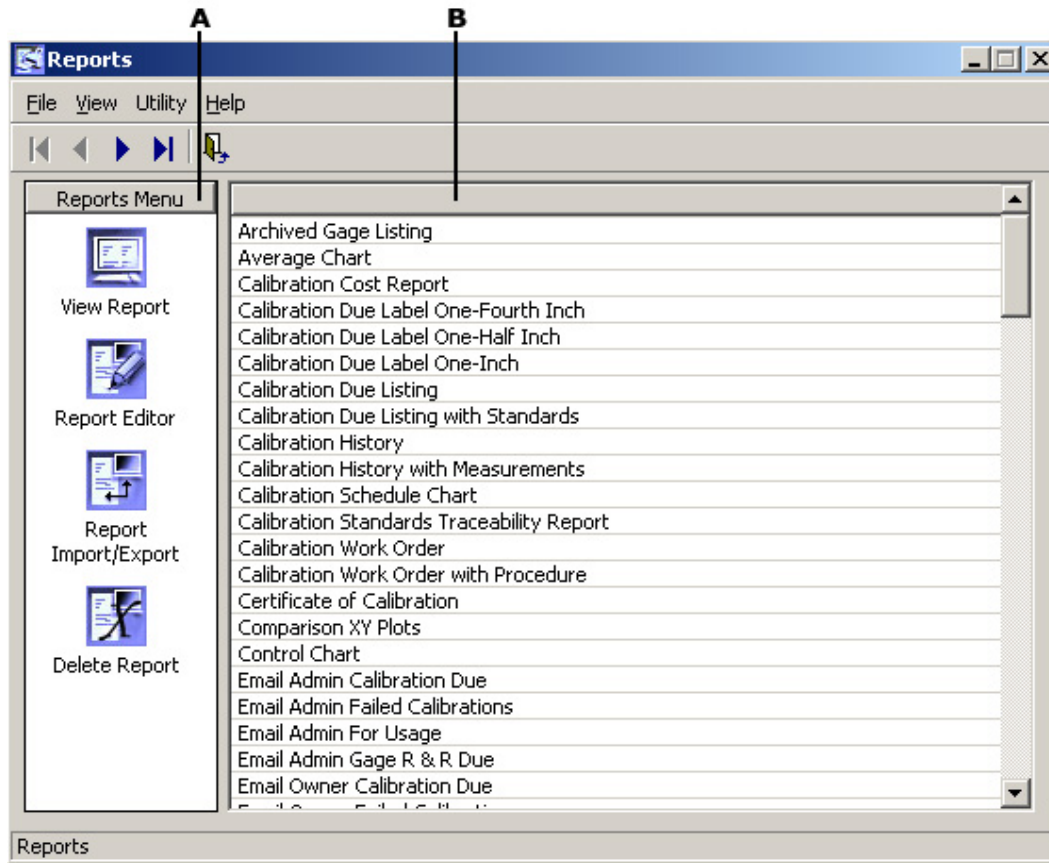 A B
Reports
File View Utility Help
Reports Menu
View Report
Report Editor
Report
Import/Export
Delete Report
Archived Gage Listing
Average Chart
Calibration Cost Report
Calibration Due Label One-Fourth Inch
Calibration Due Label One-Half Inch
Calibration Due Label One-Inch
Calibration Due Listing
Calibration Due Listing with Standards
Calibration History
Calibration History with Measurements
Calibration Schedule Chart
Calibration Standards Traceability Report
Calibration Work Order
Calibration Work Order with Procedure
Certificate of Calibration
Comparison XY Plots
Control Chart
Email Admin Calibration Due
Email Admin Failed Calibrations
Email Admin For Usage
Email Admin Gage R & R Due
Email Owner Calibration Due
Reports